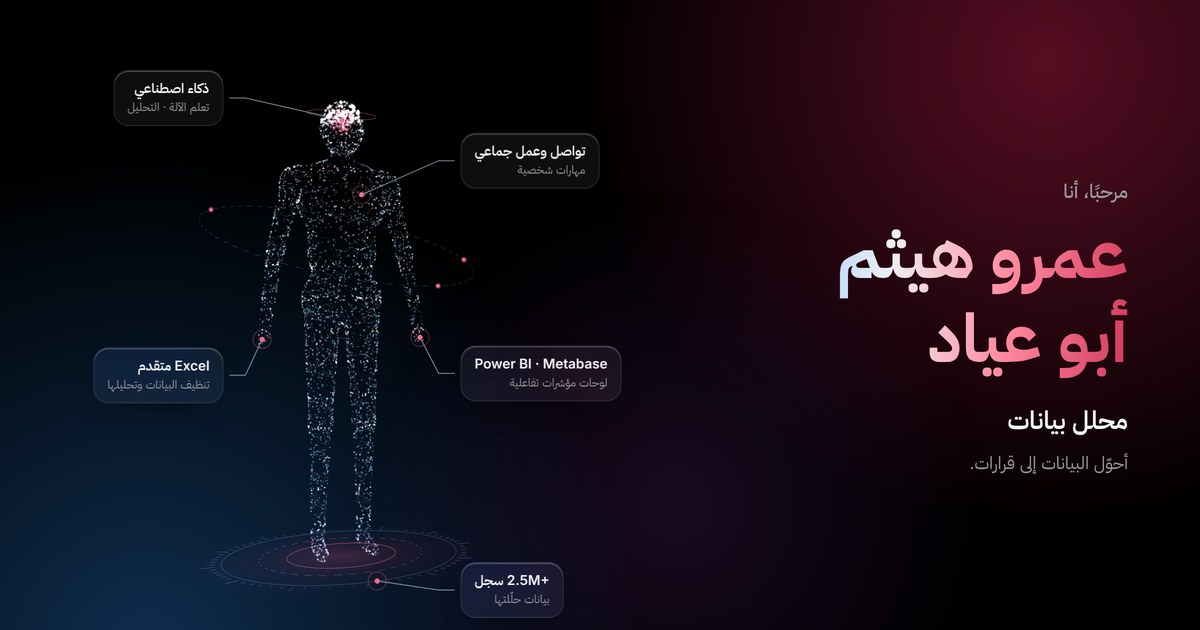 مرحبًا، أنا
عمرو هيثم
أبو عياد
محلل بيانات
أحوّل البيانات إلى قرارات.
ذكاء اصطناعي
تعلم الآلة · التحليل
تواصل وعمل جماعي
مهارات شخصية
Excel متقدم
تنظيف البيانات وتحليلها
Power BI · Metabase
لوحات مؤشرات تفاعلية
+2.5M سجل
بيانات حلّلتها